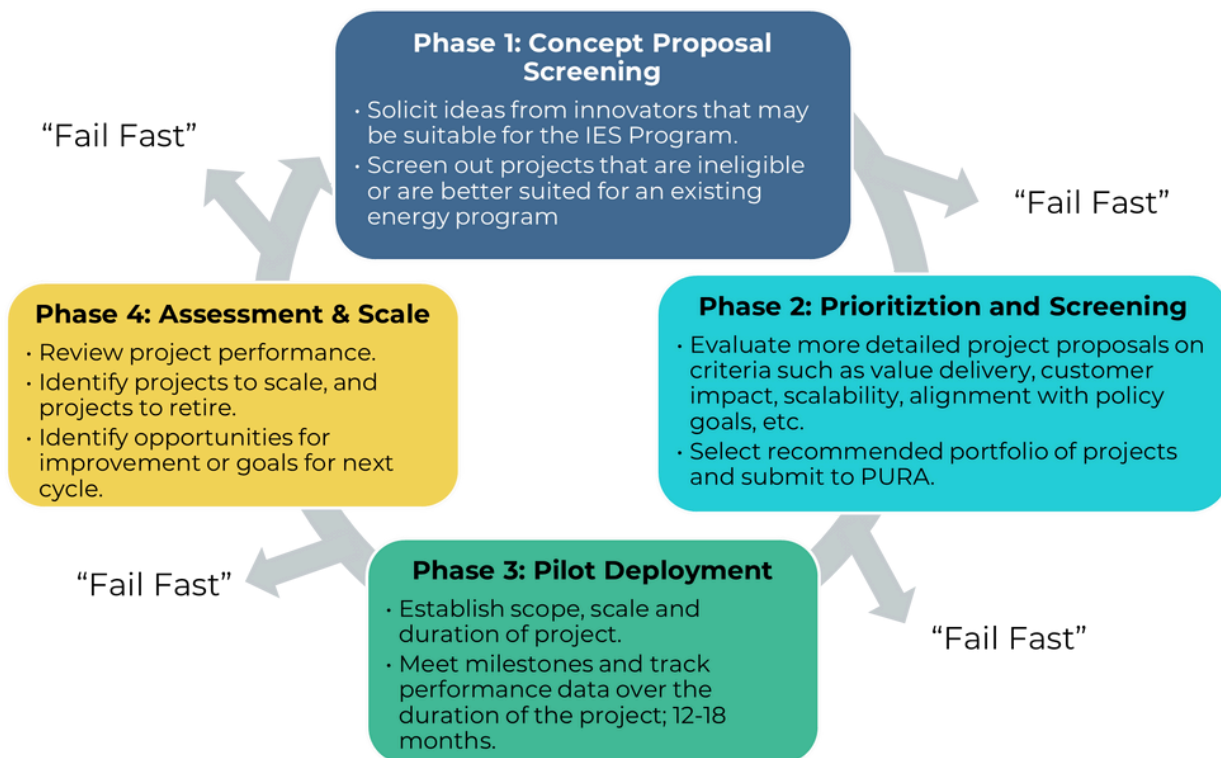 Phase 1: Concept Proposal
Screening
· Solicit ideas from innovators that may
be suitable for the IES Program.
· Screen out projects that are ineligible
or are better suited for an existing
energy program
“Fail Fast”
“Fail Fast”
Phase 2: Prioritiztion and Screening
· Evaluate more detailed project proposals on
criteria such as value delivery, customer
impact, scalability, alignment with policy
goals, etc.
· Select recommended portfolio of projects
and submit to PURA.
“Fail Fast”
Phase 3: Pilot Deployment
· Establish scope, scale and
duration of project.
· Meet milestones and track
performance data over the
duration of the project; 12-18
months.
“Fail Fast”
Phase 4: Assessment & Scale
· Review project performance.
· Identify projects to scale, and
projects to retire.
· Identify opportunities for
improvement or goals for next
cycle.